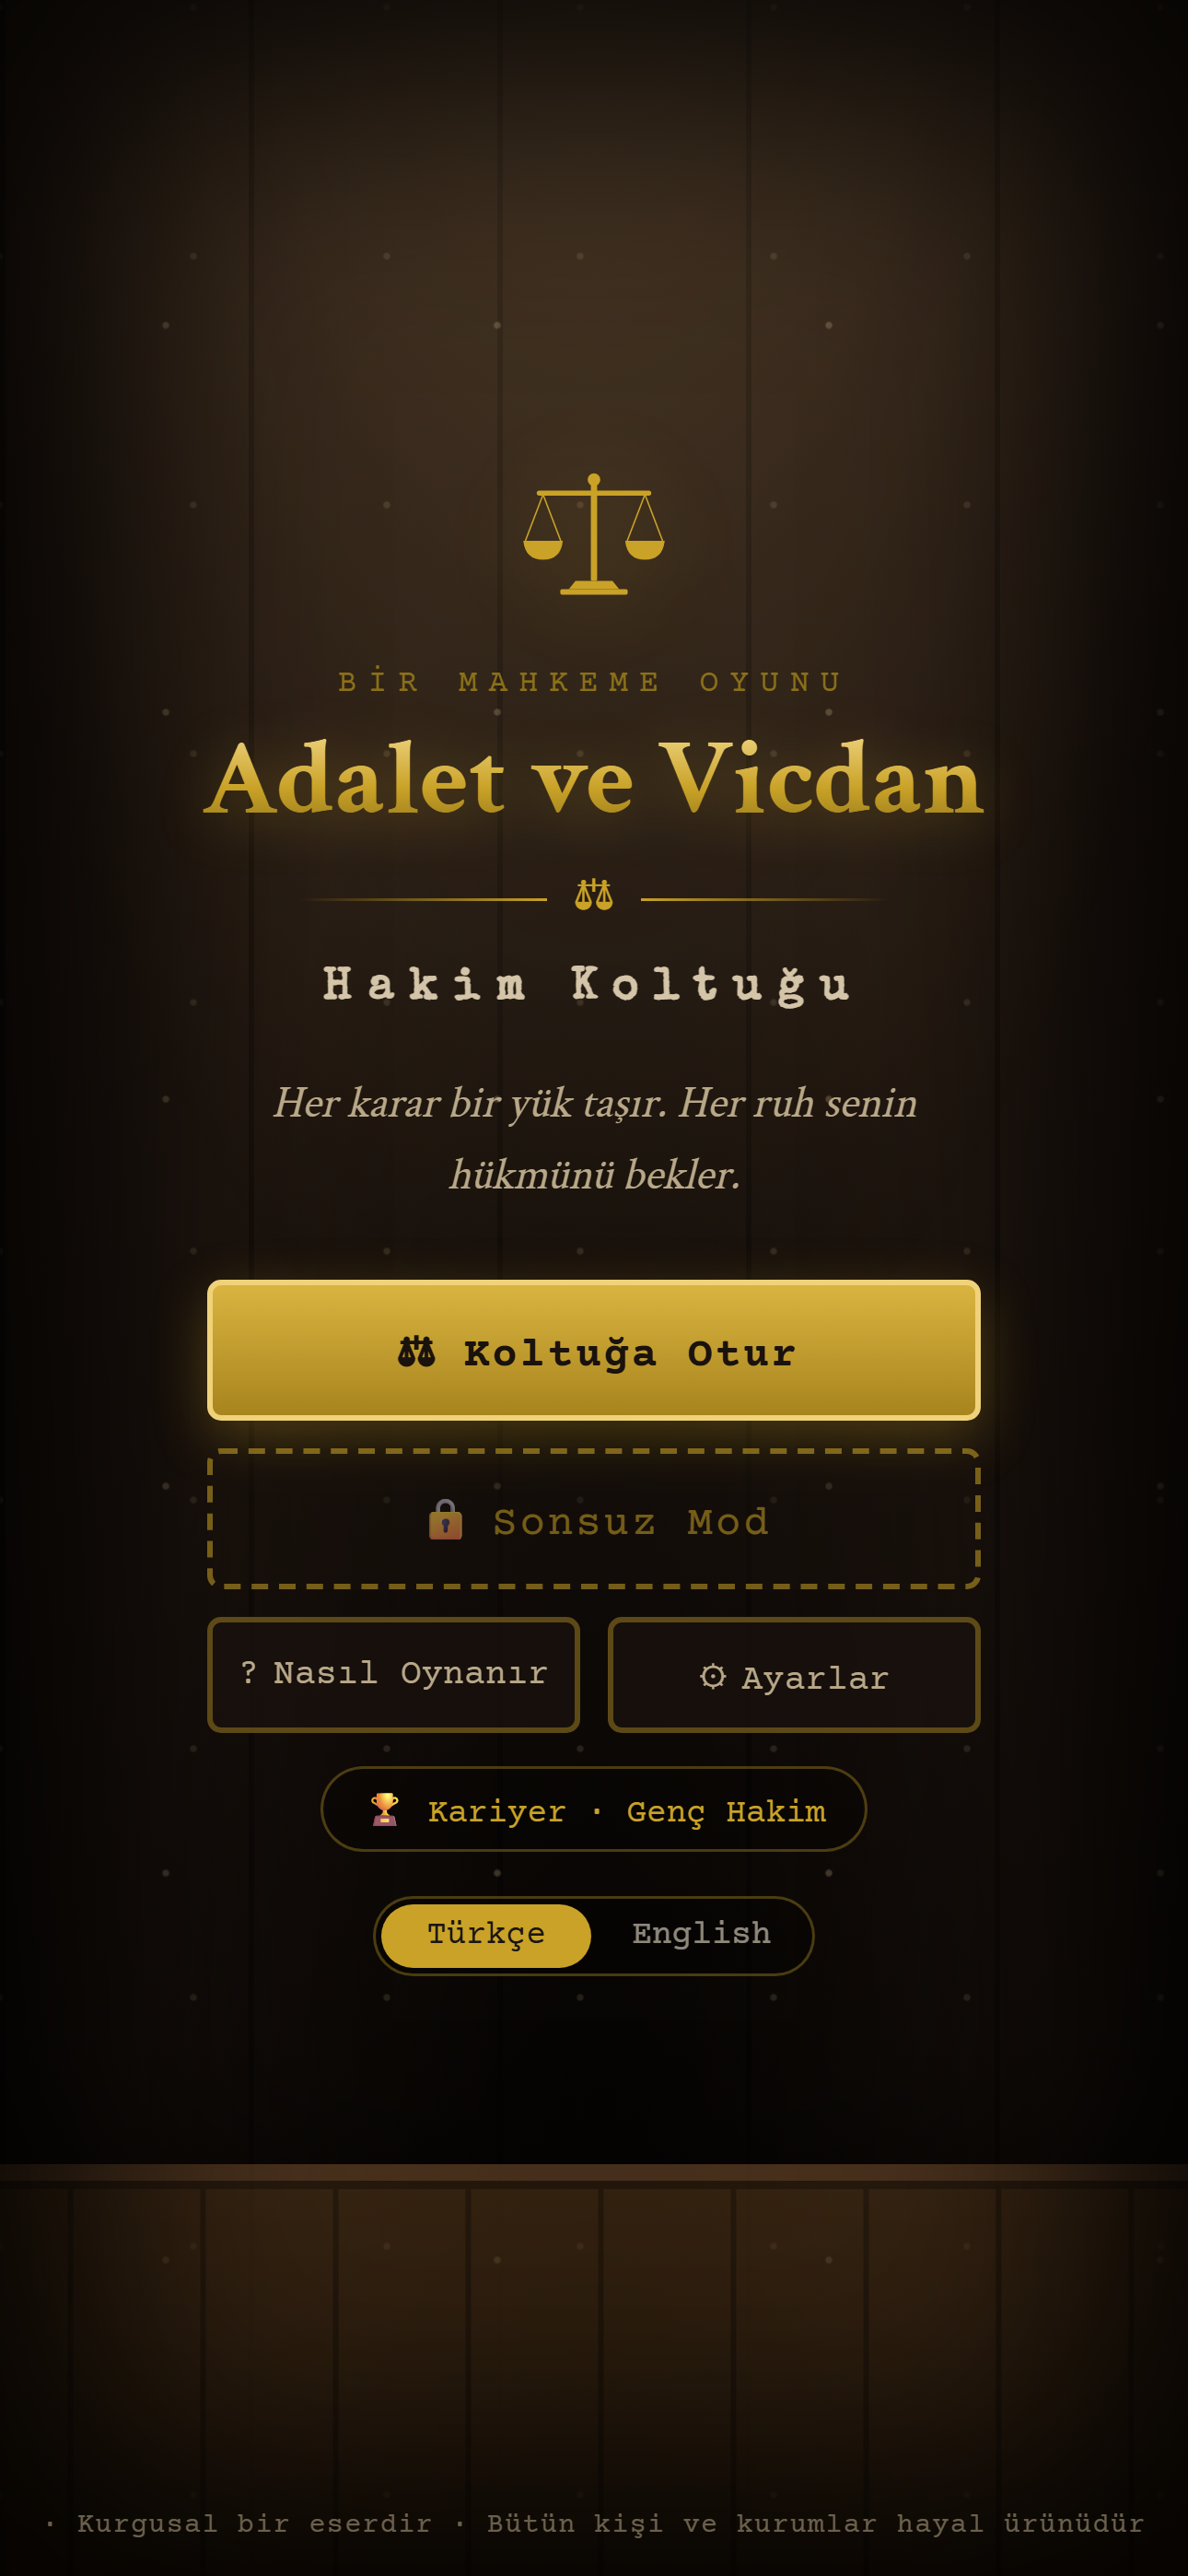 BİR MAHKEME OYUNU
Adalet ve Vicdan
Hakim Koltuğu
Her karar bir yük taşır. Her ruh senin
hükmünü bekler.
Koltuğa Otur
Sonsuz Mod
? Nasıl Oynanır
Ayarlar
Kariyer · Genç Hakim
Türkçe English
· Kurgusal bir eserdir · Bütün kişi ve kurumlar hayal ürünüdür